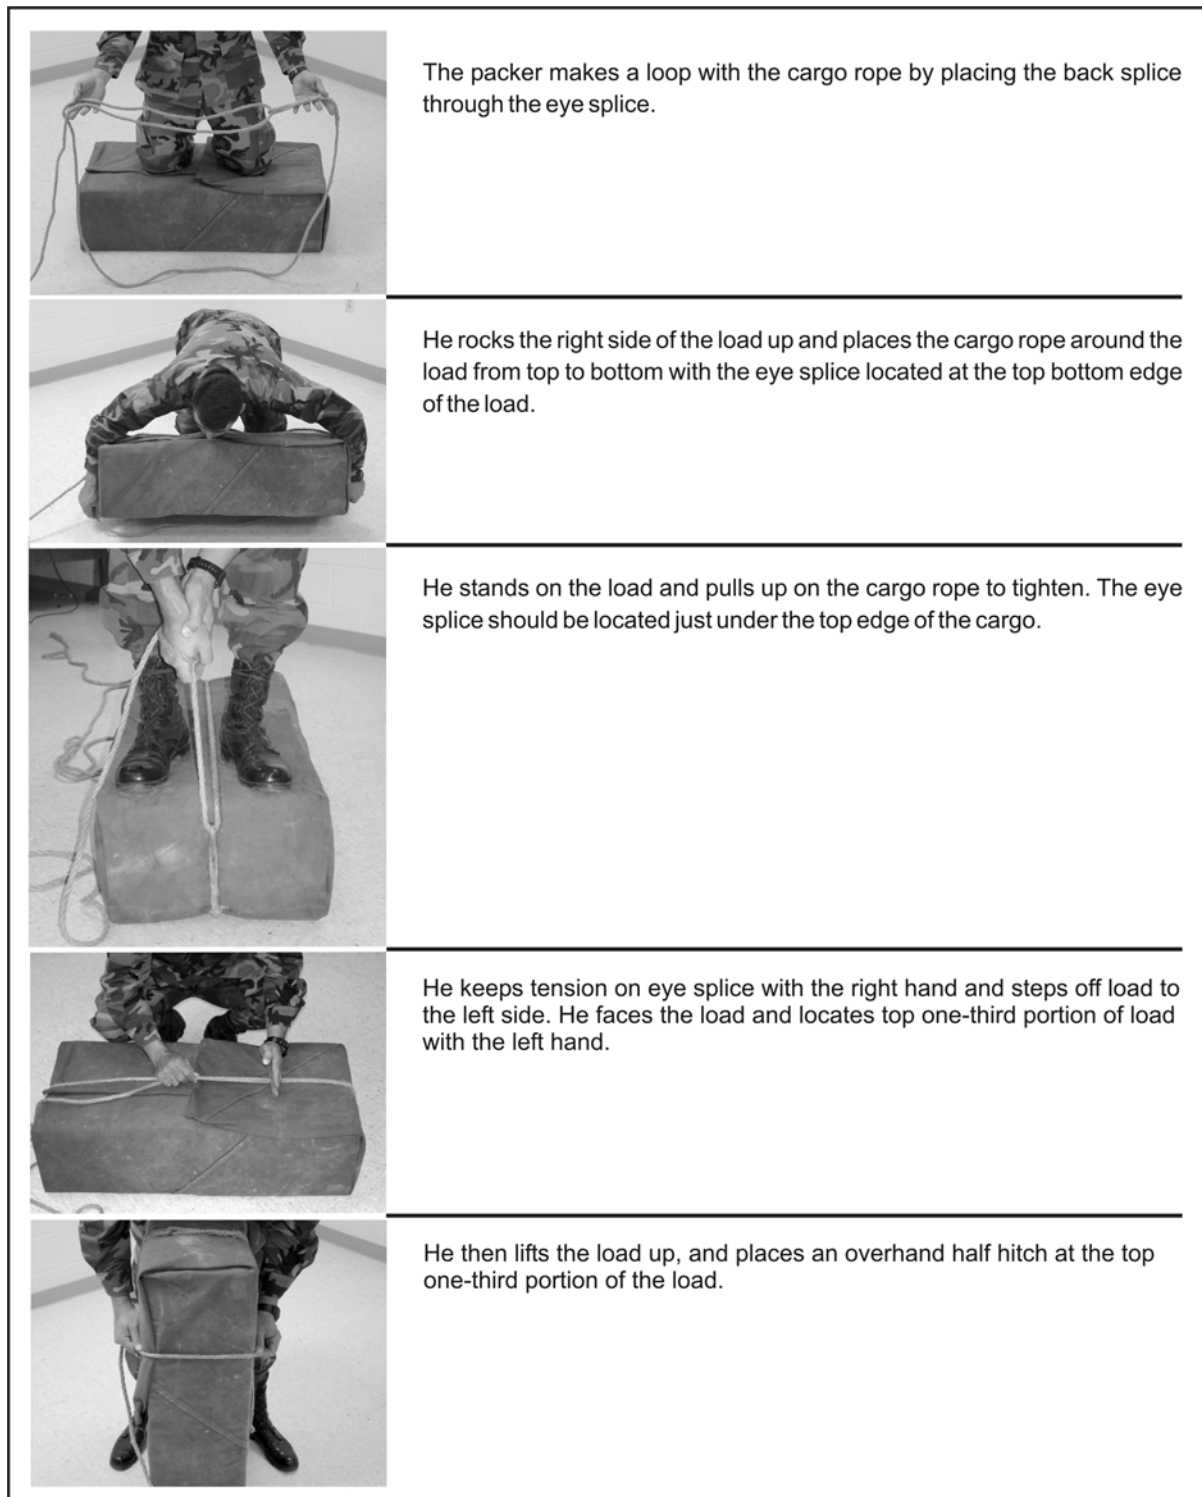 The packer makes a loop with the cargo rope by placing the back splice
through the eye splice.
He rocks the right side of the load up and places the cargo rope around the
load from top to bottom with the eye splice located at the top bottom edge
of the load.
He stands on the load and pulls up on the cargo rope to tighten. The eye
splice should be located just under the top edge of the cargo.
He keeps tension on eye splice with the right hand and steps off load to
the left side. He faces the load and locates top one-third portion of load
with the left hand.
He then lifts the load up, and places an overhand half hitch at the top
one-third portion of the load.